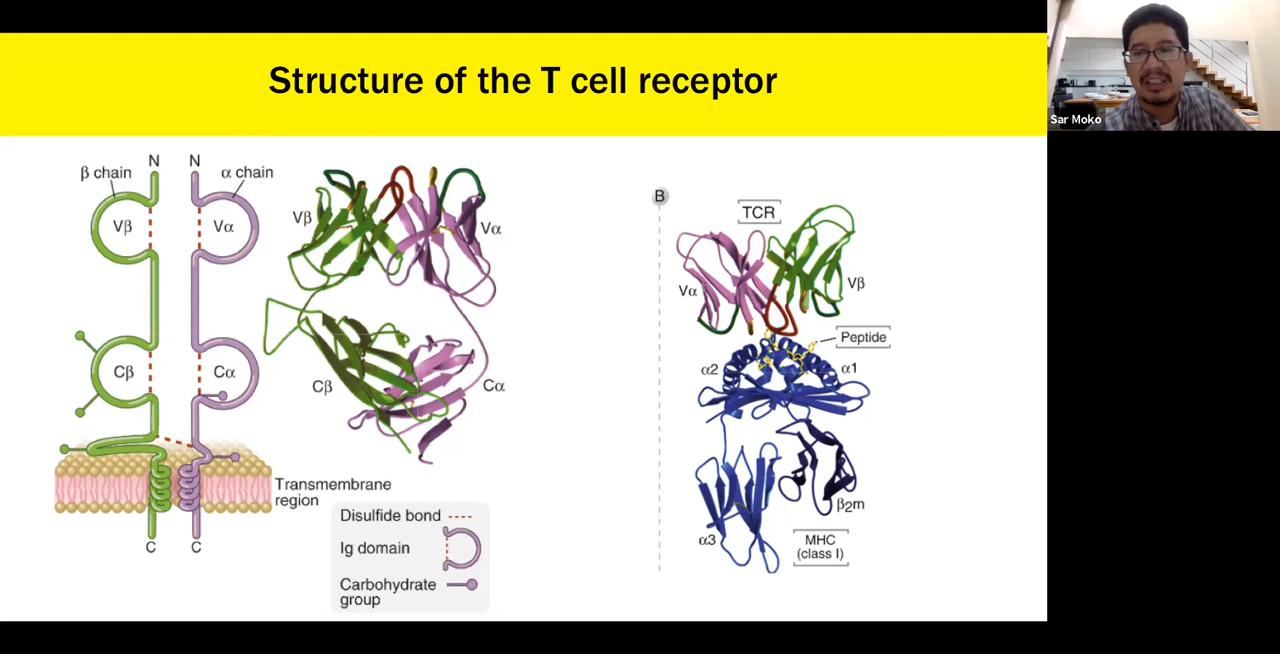 Structure of the T cell receptor
Sar Moko
N
N
β chain
α chain
Vβ
Vα
Cβ
Cα
Transmembrane
region
C
C
Vβ
Vα
Cβ
Cα
Disulfide bond
Ig domain
Carbohydrate
group
B
TCR
Vα
Vβ
Peptide
α2
α1
β2m
α3
MHC
(class I)